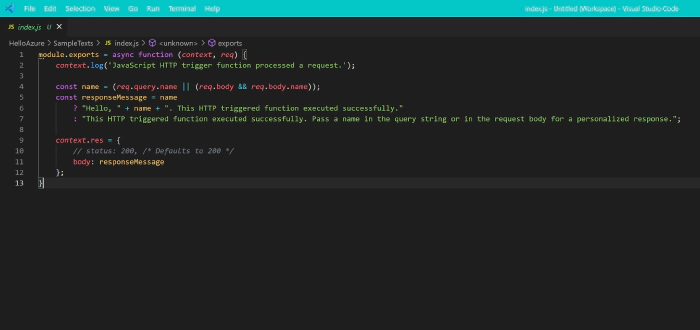 File Edit Selection View Go Run Terminal Help index.js - Untitled (Workspace) - Visual Studio Code
JS index.js U ×
HelloAzure > SampleTests > JS index.js > <unknown> > exports
1 module.exports = async function (context, req) {
2 context.log('JavaScript HTTP trigger function processed a request.');
3
4 const name = (req.query.name || (req.body && req.body.name));
5 const responseMessage = name
6 ? "Hello, " + name + ". This HTTP triggered function executed successfully."
7 : "This HTTP triggered function executed successfully. Pass a name in the query string or in the request body for a personalized response.";
8
9 context.res = {
10 // status: 200, /* Defaults to 200 */
11 body: responseMessage
12 };
13 }